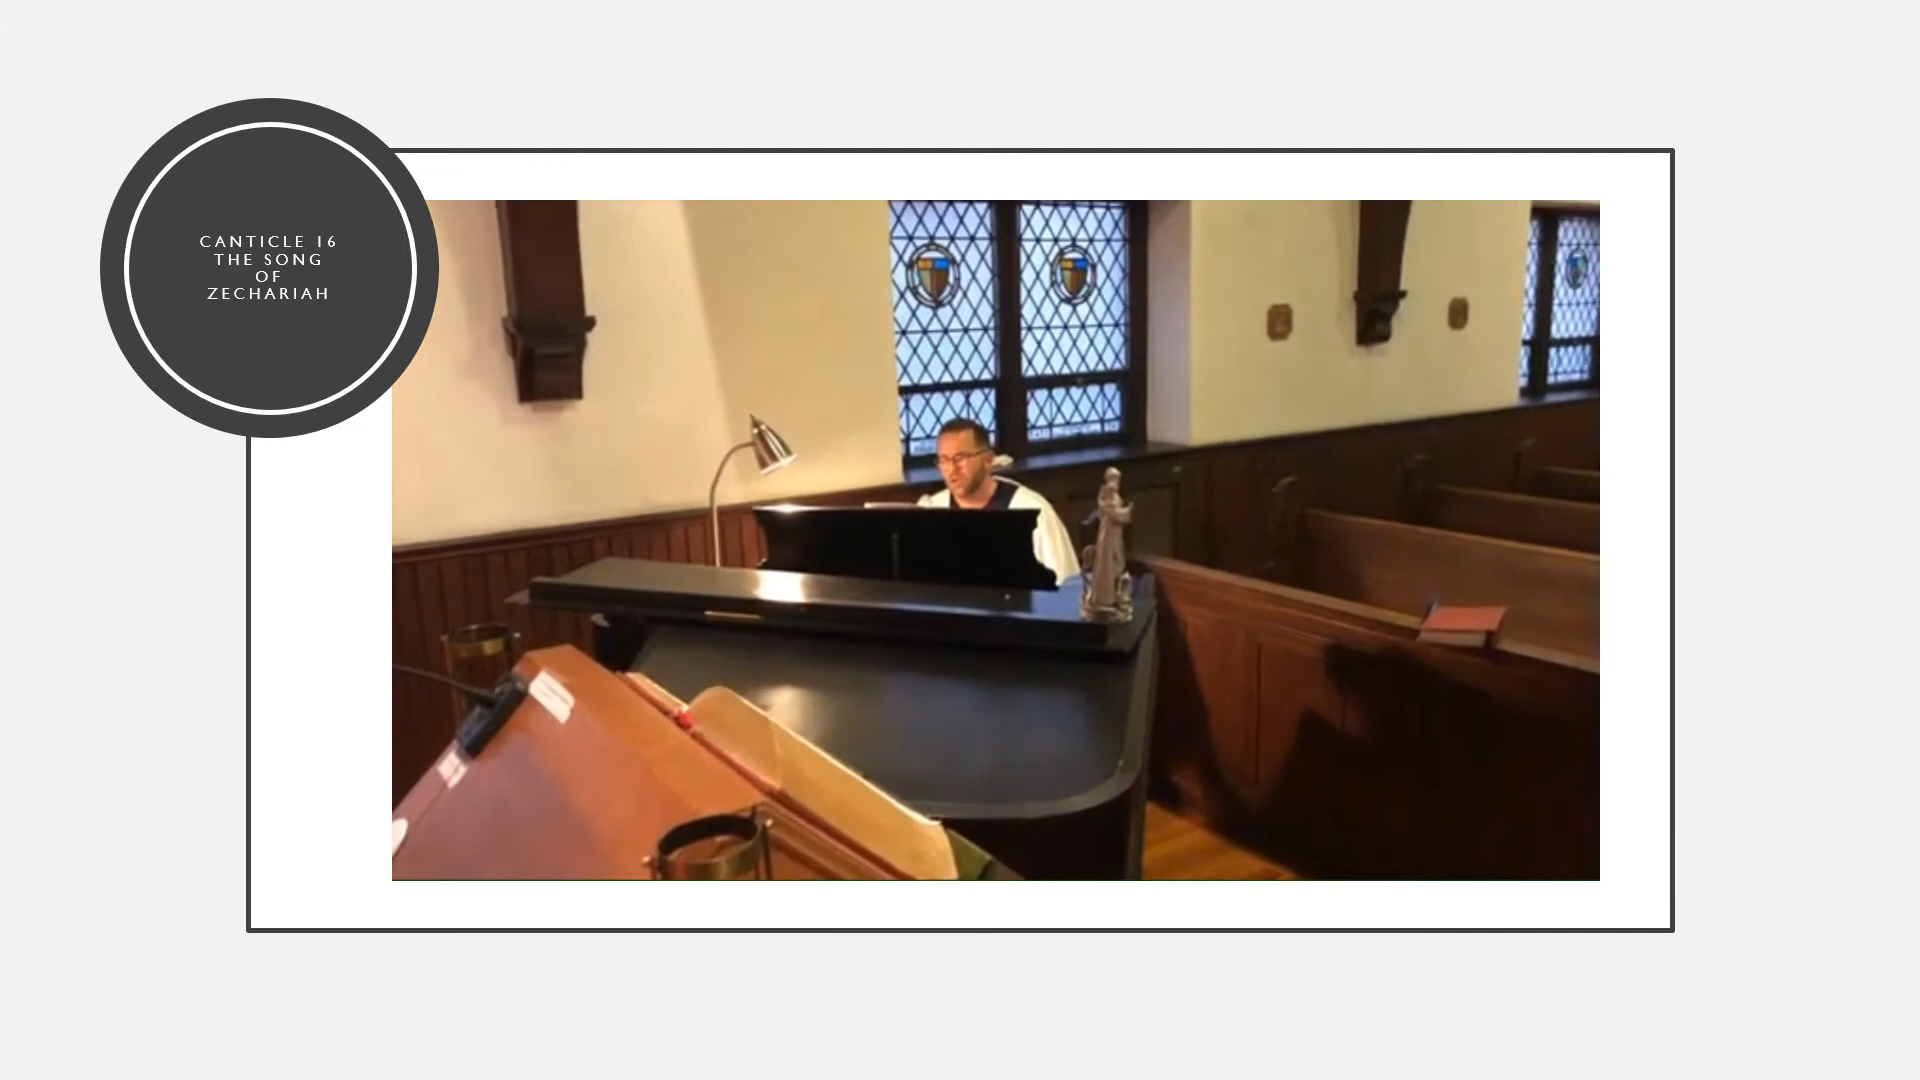 CANTICLE 16
THE SONG
OF
ZECHARIAH